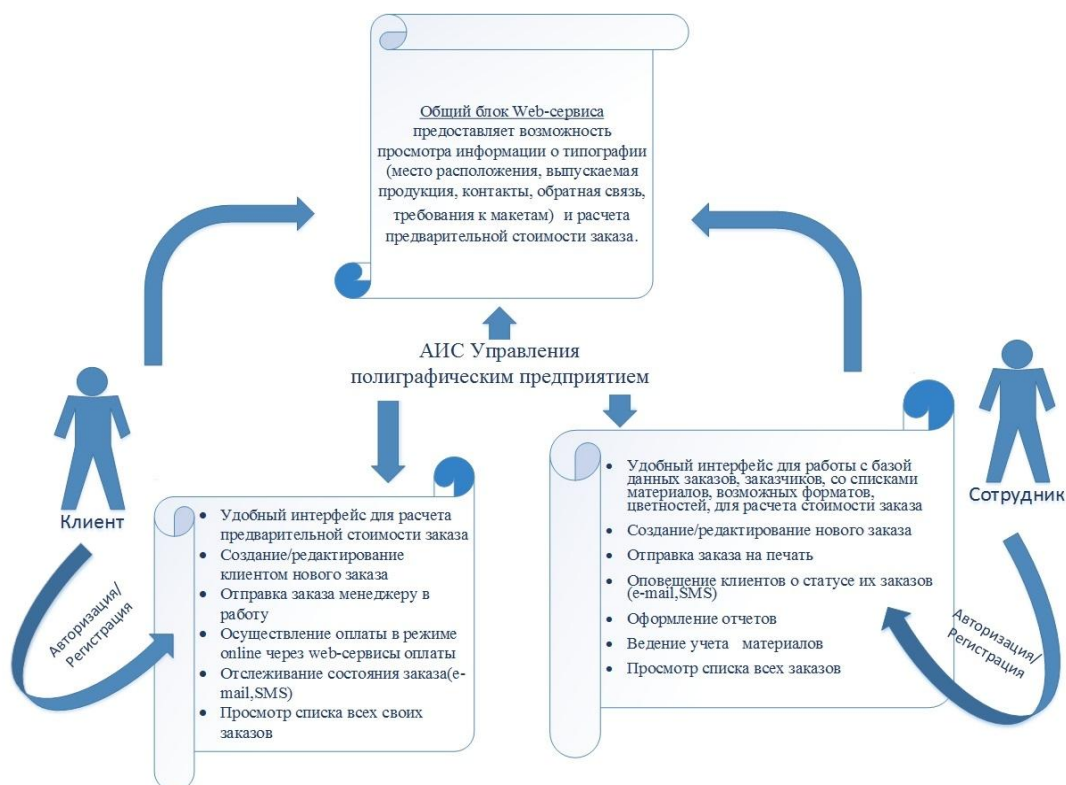 Общий блок Web-сервиса
предоставляет возможность
просмотра информации о типографии
(место расположения, выпускаемая
продукция, контакты, обратная связь,
требования к макетам) и расчета
предварительной стоимости заказа.
АИС Управления
полиграфическим предприятием
Клиент
Авторизация/
Регистрация
• Удобный интерфейс для расчета
предварительной стоимости заказа
• Создание/редактирование
клиентом нового заказа
• Отправка заказа менеджеру в
работу
• Осуществление оплаты в режиме
online через web-сервисы оплаты
• Отслеживание состояния заказа(e-
mail,SMS)
• Просмотр списка всех своих
заказов
• Удобный интерфейс для работы с базой
данных заказов, заказчиков, со списками
материалов, возможных форматов,
цветностей, для расчета стоимости заказа
• Создание/редактирование нового заказа
• Отправка заказа на печать
• Оповещение клиентов о статусе их заказов
(e-mail,SMS)
• Оформление отчетов
• Ведение учета материалов
• Просмотр списка всех заказов
Сотрудник
Авторизация/
Регистрация